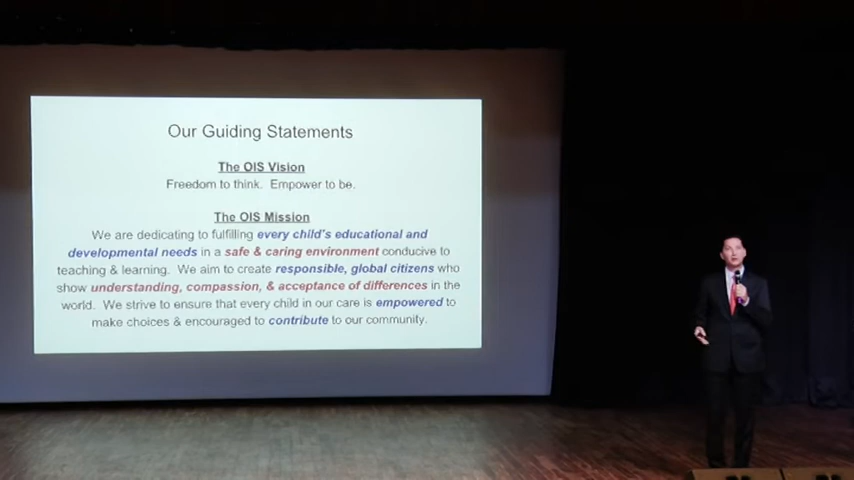 Our Guiding Statements
The OIS Vision
Freedom to think. Empower to be.
The OIS Mission
We are dedicating to fulfilling every child's educational and
developmental needs in a safe & caring environment conducive to
teaching & learning. We aim to create responsible, global citizens who
show understanding, compassion, & acceptance of differences in the
world. We strive to ensure that every child in our care is empowered to
make choices & encouraged to contribute to our community.